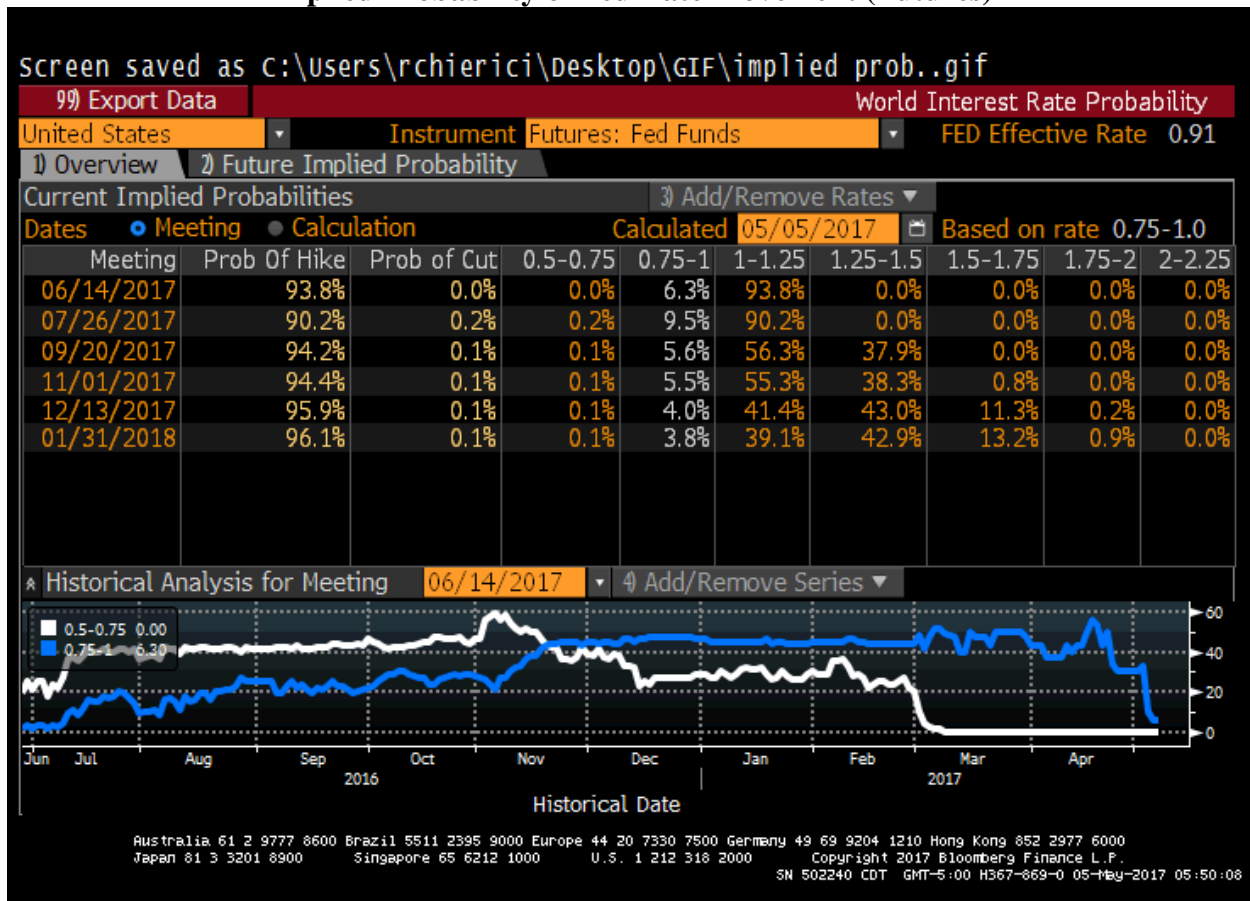 Screen saved as C:\Users\rchierici\Desktop\GIF\implied prob..gif
99) Export Data World Interest Rate Probability
United States Instrument Futures: Fed Funds FED Effective Rate 0.91
1) Overview 2) Future Implied Probability
Current Implied Probabilities 3) Add/Remove Rates
Dates Meeting Calculation Calculated 05/05/2017 Based on rate 0.75-1.0
Meeting Prob Of Hike Prob of Cut 0.5-0.75 0.75-1 1-1.25 1.25-1.5 1.5-1.75 1.75-2 2-2.25
06/14/2017 93.8% 0.0% 0.0% 6.3% 93.8% 0.0% 0.0% 0.0% 0.0%
07/26/2017 90.2% 0.2% 0.2% 9.5% 90.2% 0.0% 0.0% 0.0% 0.0%
09/20/2017 94.2% 0.1% 0.1% 5.6% 56.3% 37.9% 0.0% 0.0% 0.0%
11/01/2017 94.4% 0.1% 0.1% 5.5% 55.3% 38.3% 0.8% 0.0% 0.0%
12/13/2017 95.9% 0.1% 0.1% 4.0% 41.4% 43.0% 11.3% 0.2% 0.0%
01/31/2018 96.1% 0.1% 0.1% 3.8% 39.1% 42.9% 13.2% 0.9% 0.0%
Historical Analysis for Meeting 06/14/2017 4) Add/Remove Series
0.5-0.75 0.00
0.75-1 6.30
60
40
20
0
Jun Jul Aug Sep Oct Nov Dec Jan Feb Mar Apr
2016 2017
Historical Date
Australia 61 2 9777 8600 Brazil 5511 2395 9000 Europe 44 20 7330 7500 Germany 49 69 9204 1210 Hong Kong 852 2977 6000
Japan 81 3 3201 8900 Singapore 65 6212 1000 U.S. 1 212 318 2000 Copyright 2017 Bloomberg Finance L.P.
SN 502240 CDT GMT-5:00 H367-869-0 05-May-2017 05:50:08